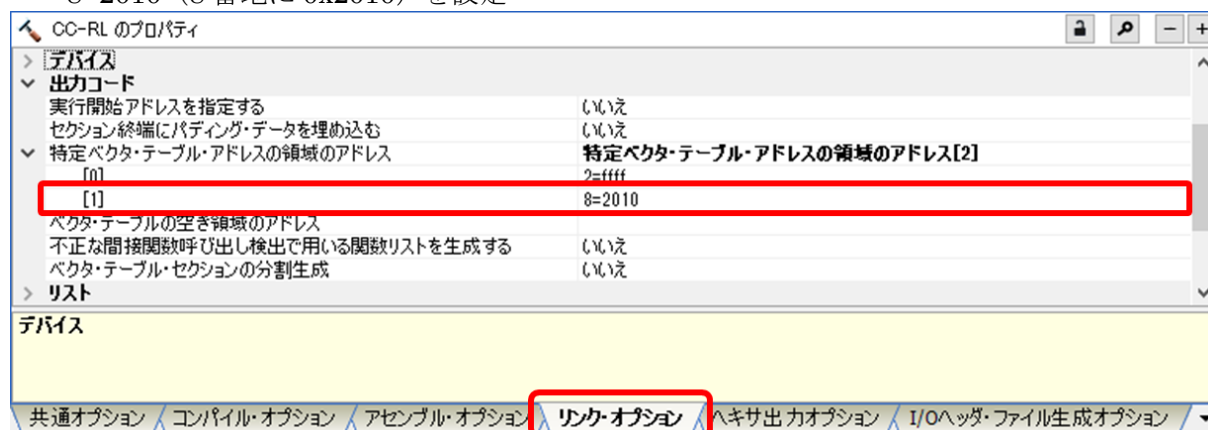 8=2010 (8番地に 0x2010) を設定
CC-RL のプロパティ
デバイス
出力コード
実行開始アドレスを指定する いいえ
セクション終端にパディング・データを埋め込む いいえ
特定ベクタ・テーブル・アドレスの領域のアドレス 特定ベクタ・テーブル・アドレスの領域のアドレス[2]
[0] 2=ffff
[1] 8=2010
ベクタ・テーブルの空き領域のアドレス
不正な間接関数呼び出し検出で用いる関数リストを生成する いいえ
ベクタ・テーブル・セクションの分割生成 いいえ
リスト
デバイス
共通オプション コンパイル・オプション アセンブル・オプション リンク・オプション ヘキサ出力オプション I/Oヘッダ・ファイル生成オプション